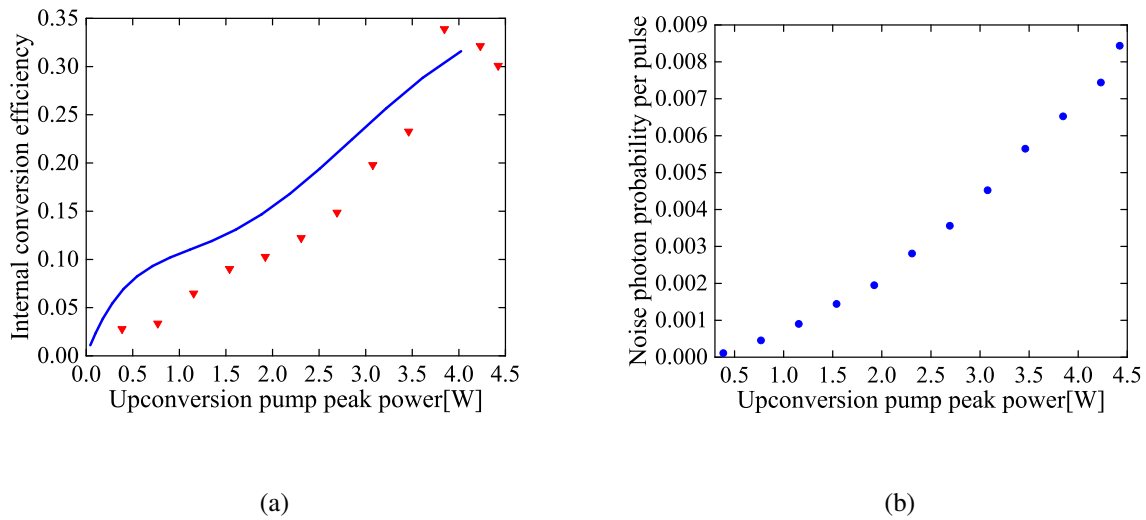 Internal conversion efficiency
0.35
0.30
0.25
0.20
0.15
0.10
0.05
0.00
0.0 0.5 1.0 1.5 2.0 2.5 3.0 3.5 4.0 4.5
Upconversion pump peak power[W]
(a)
Noise photon probability per pulse
0.009
0.008
0.007
0.006
0.005
0.004
0.003
0.002
0.001
0.000
0.5 1.0 1.5 2.0 2.5 3.0 3.5 4.0 4.5
Upconversion pump peak power[W]
(b)